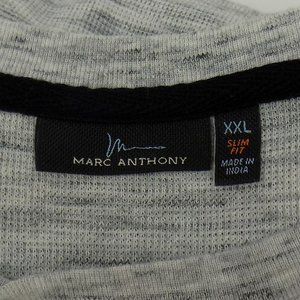 MARC ANTHONY
XXL
SLIM
FIT
MADE IN
INDIA